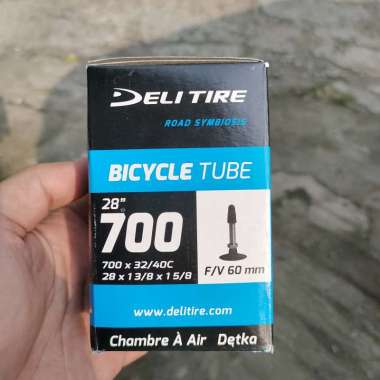 DELI TIRE
ROAD SYMBIOSIS
BICYCLE TUBE
28"
700
700 x 32/40C
28 x 1 3/8 x 1 5/8
F/V 60 mm
www.delitire.com
Chambre À Air Dętka